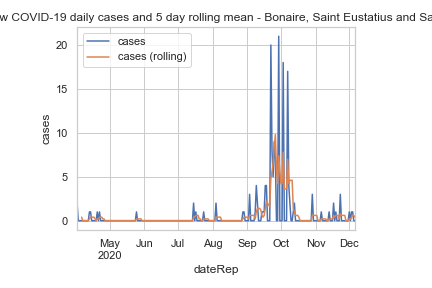 w COVID-19 daily cases and 5 day rolling mean - Bonaire, Saint Eustatius and Sa
cases
cases (rolling)
20
15
10
5
0
cases
May Jun Jul Aug Sep Oct Nov Dec
2020
dateRep